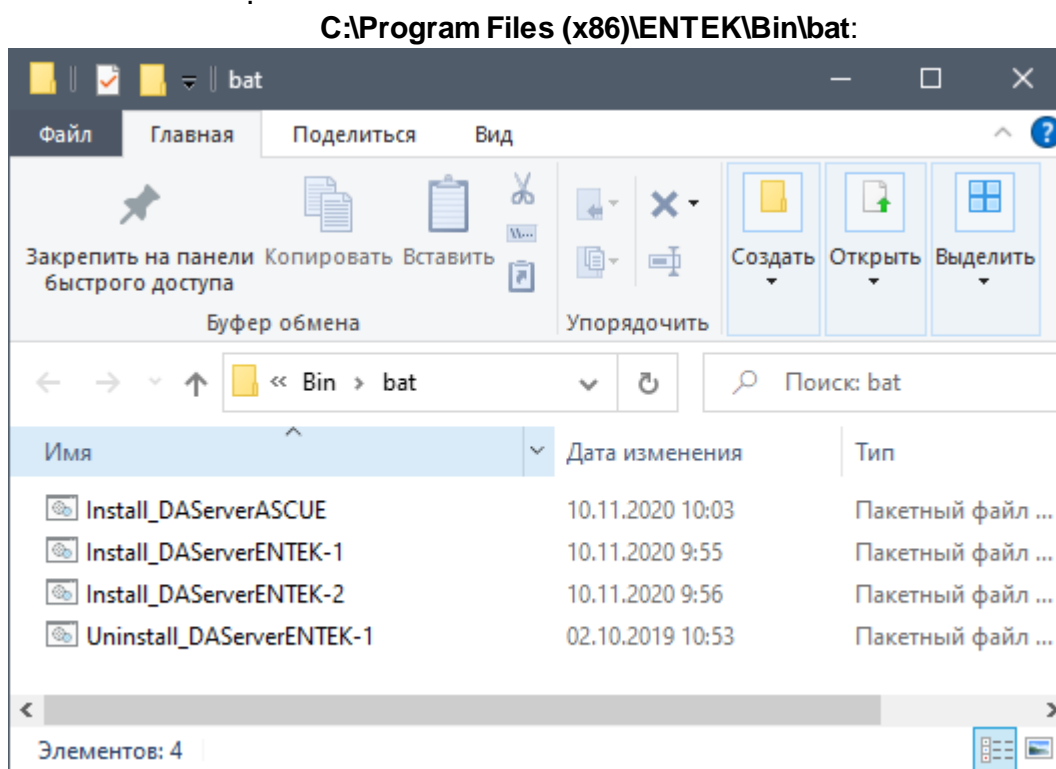 C:\Program Files (x86)\ENTEK\Bin\bat:
bat
Файл Главная Поделиться Вид
Закрепить на панели быстрого доступа Копировать Вставить Создать Открыть Выделить
Буфер обмена Упорядочить
« Bin › bat Поиск: bat
Имя Дата изменения Тип
Install_DAServerASCUE 10.11.2020 10:03 Пакетный файл ...
Install_DAServerENTEK-1 10.11.2020 9:55 Пакетный файл ...
Install_DAServerENTEK-2 10.11.2020 9:56 Пакетный файл ...
Uninstall_DAServerENTEK-1 02.10.2019 10:53 Пакетный файл ...
Элементов: 4